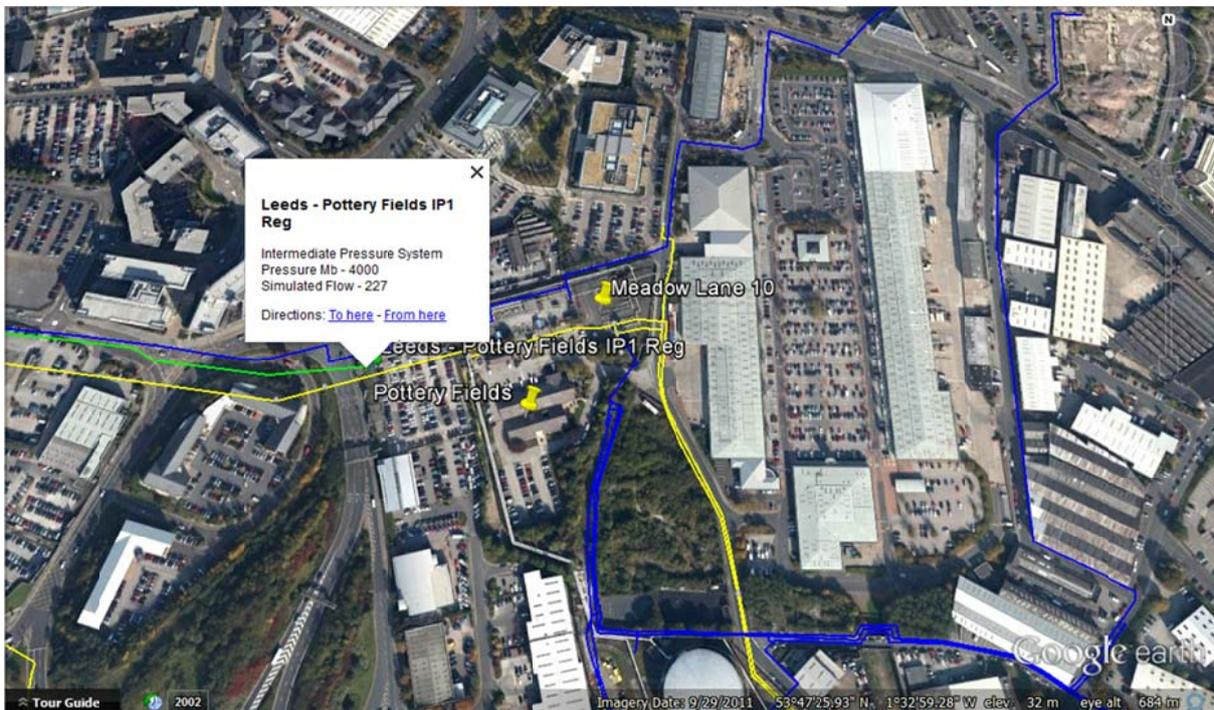 N
Leeds - Pottery Fields IP1
Reg
Intermediate Pressure System
Pressure Mb - 4000
Simulated Flow - 227
Directions: To here - From here
Meadow Lane 10
Leeds - Pottery Fields IP1 Reg
Pottery Fields
Google earth
Tour Guide
2002
Imagery Date: 9/29/2011 53°47'25.93" N 1°32'59.28" W elev 32 m eye alt 684 m